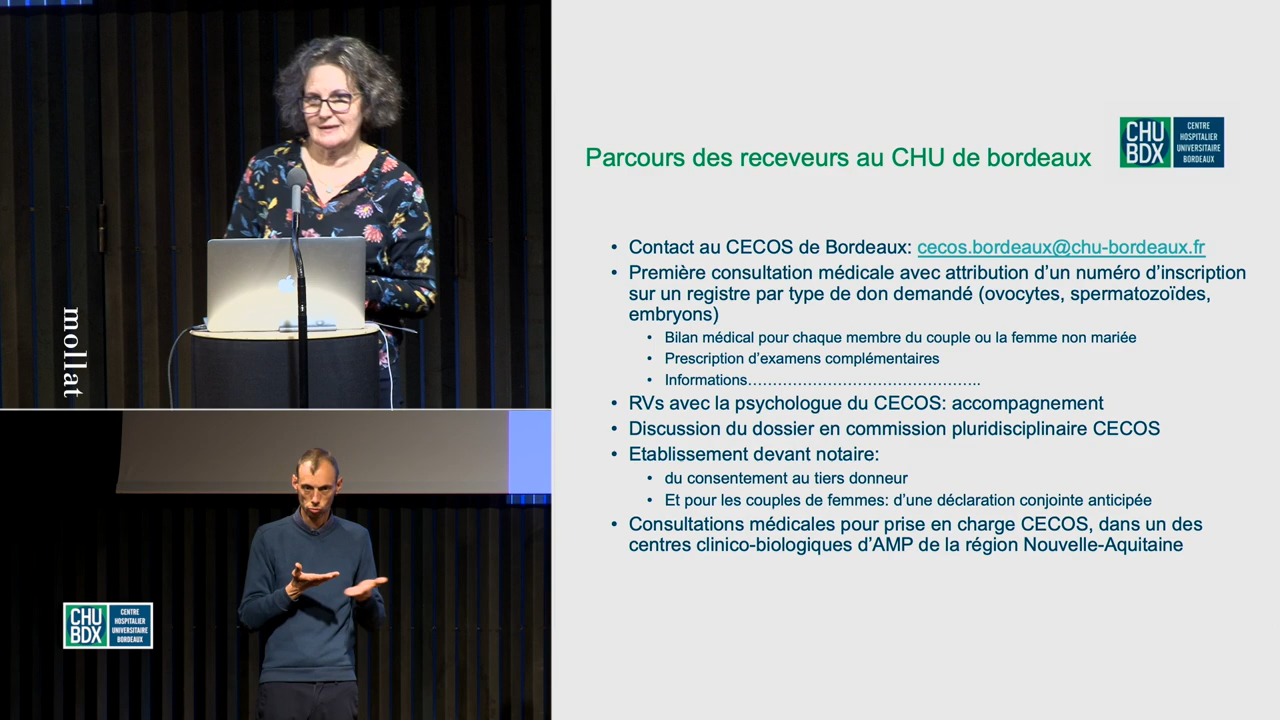 mollat
CHU
BDX
CENTRE
HOSPITALIER
UNIVERSITAIRE
BORDEAUX
Parcours des receveurs au CHU de bordeaux
CHU
BDX
CENTRE
HOSPITALIER
UNIVERSITAIRE
BORDEAUX
• Contact au CECOS de Bordeaux: cecos.bordeaux@chu-bordeaux.fr
• Première consultation médicale avec attribution d’un numéro d’inscription
sur un registre par type de don demandé (ovocytes, spermatozoïdes,
embryons)
• Bilan médical pour chaque membre du couple ou la femme non mariée
• Prescription d’examens complémentaires
• Informations………………………………………..
• RVs avec la psychologue du CECOS: accompagnement
• Discussion du dossier en commission pluridisciplinaire CECOS
• Etablissement devant notaire:
• du consentement au tiers donneur
• Et pour les couples de femmes: d’une déclaration conjointe anticipée
• Consultations médicales pour prise en charge CECOS, dans un des
centres clinico-biologiques d’AMP de la région Nouvelle-Aquitaine